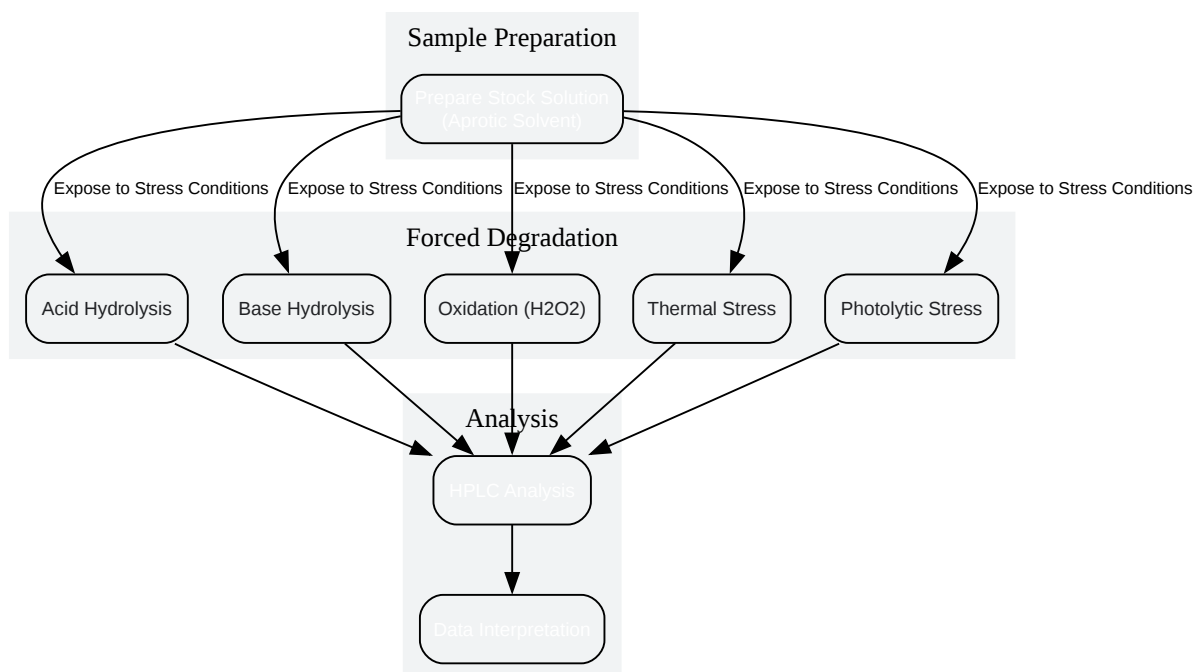 Sample Preparation
Prepare Stock Solution
(Aprotic Solvent)
Expose to Stress Conditions
Expose to Stress Conditions
Expose to Stress Conditions
Expose to Stress Conditions
Expose to Stress Conditions
Forced Degradation
Acid Hydrolysis
Base Hydrolysis
Oxidation (H2O2)
Thermal Stress
Photolytic Stress
Analysis
HPLC Analysis
Data Interpretation